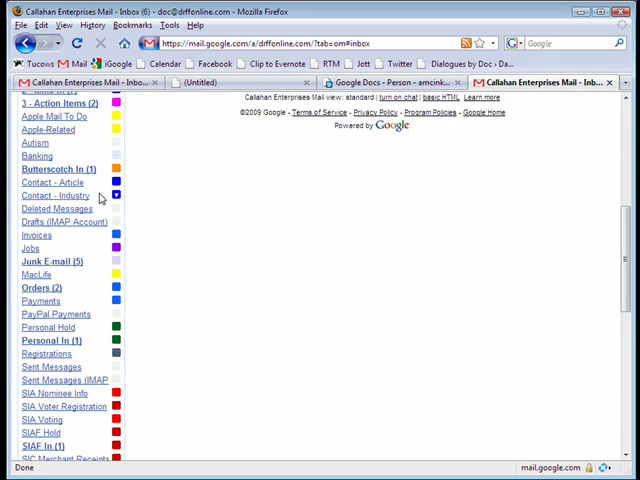 Callahan Enterprises Mail - Inbox (6) - doc@drffonline.com - Mozilla Firefox
File Edit View History Bookmarks Tools Help
https://mail.google.com/a/drffonline.com/?tab=om#inbox
Google
Tucows Mail Google Calendar Facebook Clip to Evernote RTM Jott Twitter Dialogues by Doc › Da...
Callahan Enterprises Mail - Inbo... (Untitled) Google Docs - Person - amcink... Callahan Enterprises Mail - Inb...
3 - Action Items (2)
Apple Mail To Do
Apple-Related
Autism
Banking
Butterscotch In (1)
Contact - Article
Contact - Industry
Deleted Messages
Drafts (IMAP Account)
Invoices
Jobs
Junk E-mail (5)
MacLife
Orders (2)
Payments
PayPal Payments
Personal Hold
Personal In (1)
Registrations
Sent Messages
Sent Messages (IMAP
SIA Nominee Info
SIA Voter Registration
SIA Voting
SIAF Hold
SIAF In (1)
SIC Merchant Receipts
Callahan Enterprises Mail view: standard | turn on chat | basic HTML Learn more
©2009 Google - Terms of Service - Privacy Policy - Program Policies - Google Home
Powered by Google
Done
mail.google.com